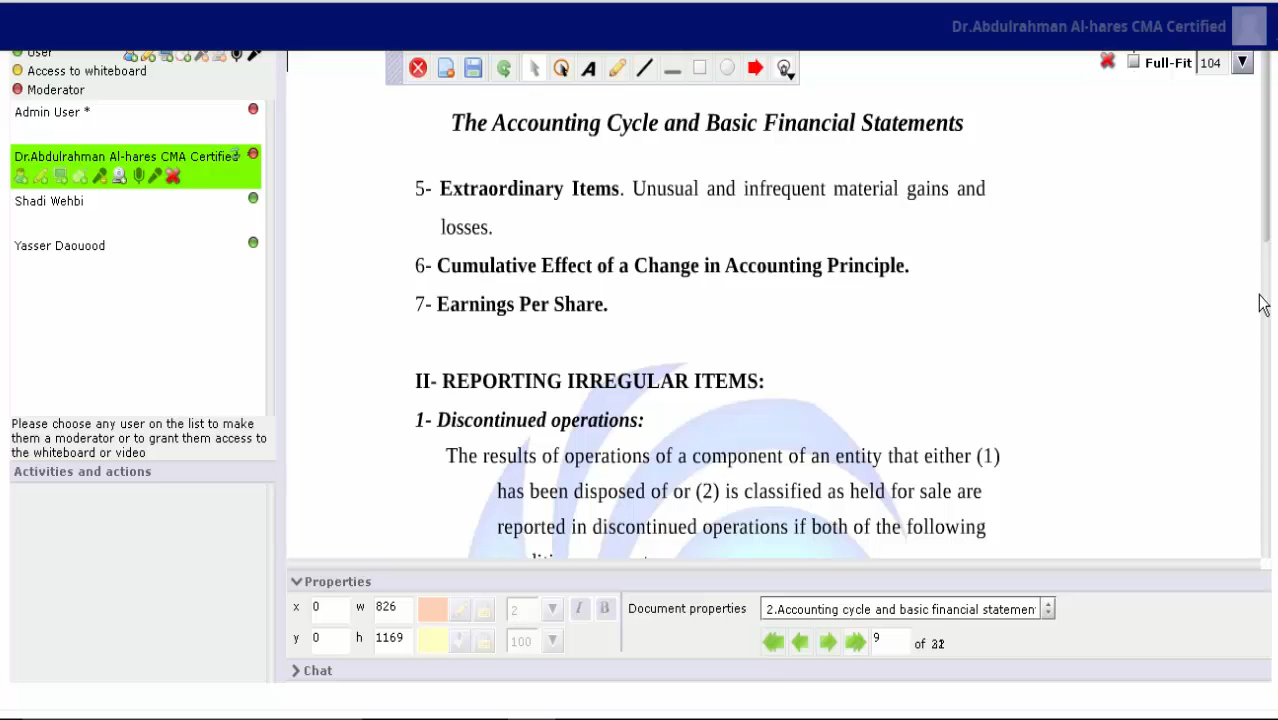 Dr.Abdulrahman Al-hares CMA Certified
User
Access to whiteboard
Moderator
Admin User *
Dr.Abdulrahman Al-hares CMA Certified
Shadi Wehbi
Yasser Daouood
Please choose any user on the list to make
them a moderator or to grant them access to
the whiteboard or video
Activities and actions
A
Full-Fit 104
The Accounting Cycle and Basic Financial Statements
5- Extraordinary Items. Unusual and infrequent material gains and
losses.
6- Cumulative Effect of a Change in Accounting Principle.
7- Earnings Per Share.
II- REPORTING IRREGULAR ITEMS:
1- Discontinued operations:
The results of operations of a component of an entity that either (1)
has been disposed of or (2) is classified as held for sale are
reported in discontinued operations if both of the following
Properties
x 0 w 826 2 I B Document properties 2.Accounting cycle and basic financial statemen
y 0 h 1169 100 9 of
Chat